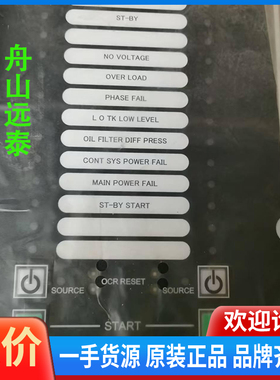 ST-BY
NO VOLTAGE
OVER LOAD
PHASE FAIL
L O TK LOW LEVEL
OIL FILTER DIFF PRESS
CONT SYS POWER FAIL
MAIN POWER FAIL
ST-BY START
OCR RESET
SOURCE
SOURCE
START
舟山远泰
价
欢迎
一手货源 原装正品 品牌